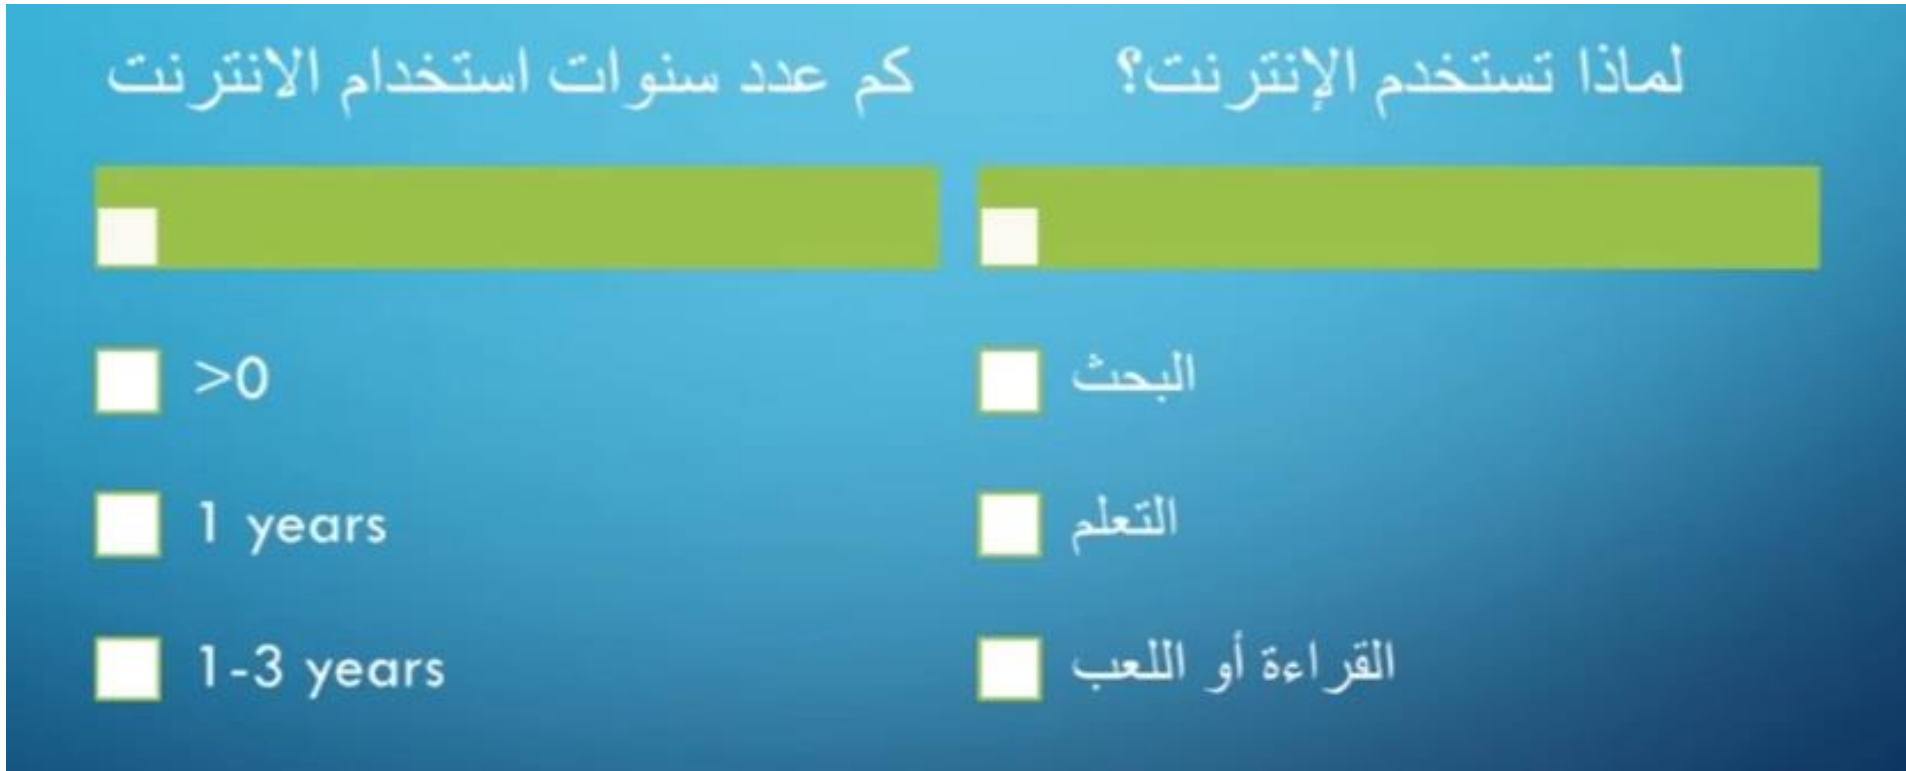 لماذا تستخدم الإنترنت؟
البحث
التعلم
القراءة أو اللعب
كم عدد سنوات استخدام الانترنت
>0
1 years
1-3 years